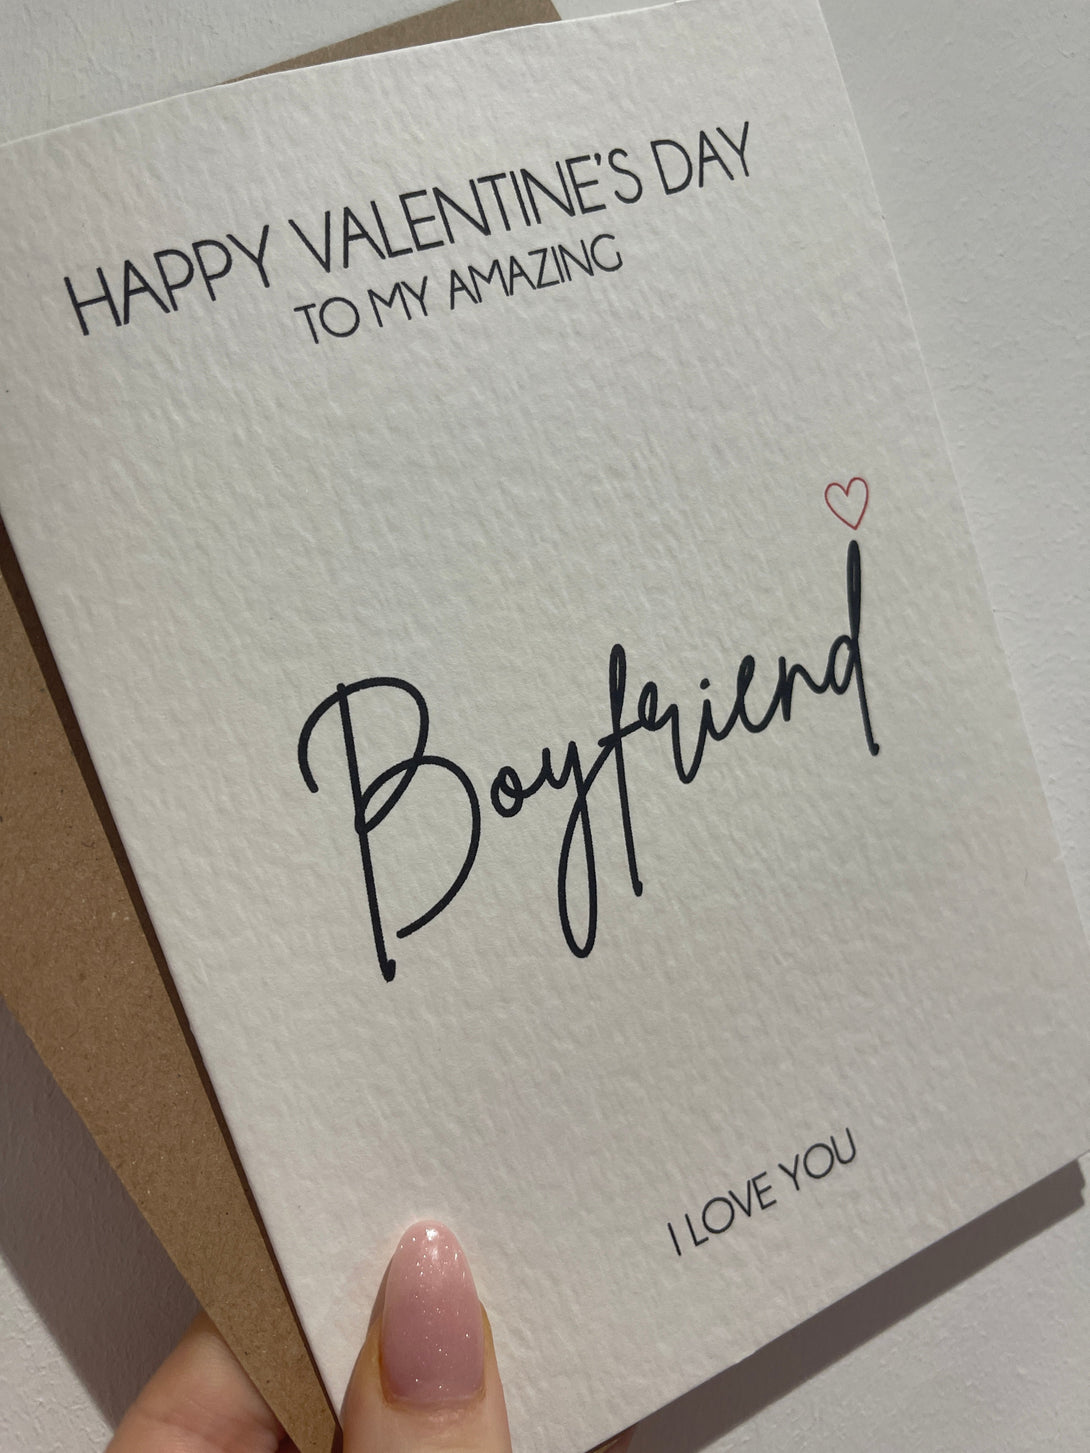 HAPPY VALENTINE'S DAY
TO MY AMAZING
Boyfriend
I LOVE YOU